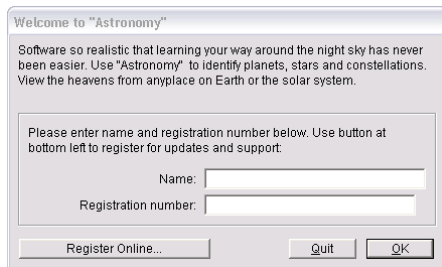 Welcome to "Astronomy"
Software so realistic that learning your way around the night sky has never
been easier. Use "Astronomy" to identify planets, stars and constellations.
View the heavens from anyplace on Earth or the solar system.
Please enter name and registration number below. Use button at
bottom left to register for updates and support:
Name:
Registration number:
Register Online... Quit OK